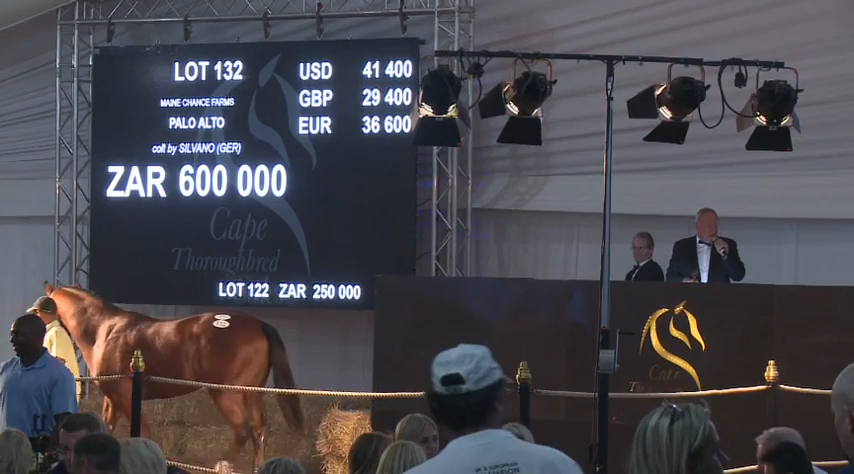 LOT 132
USD 41 400
MAINE CHANCE FARMS
GBP 29 400
PALO ALTO
EUR 36 600
colt by SILVANO (GER)
ZAR 600 000
Cape
Thoroughbred
LOT 122 ZAR 250 000
Cape